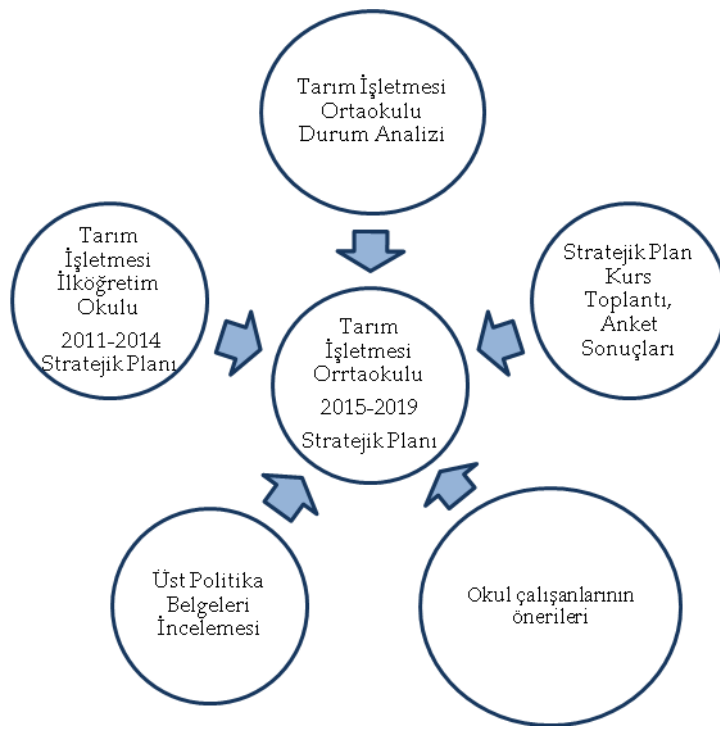 Tarım İşletmesi
Ortaokulu
Durum Analizi
Tarım
İşletmesi
İlköğretim
Okulu
2011-2014
Stratejik Planı
Stratejik Plan
Kurs
Toplantı,
Anket
Sonuçları
Tarım
İşletmesi
Orrtaokulu
2015-2019
Stratejik Planı
Üst Politika
Belgeleri
İncelemesi
Okul çalışanlarının
önerileri